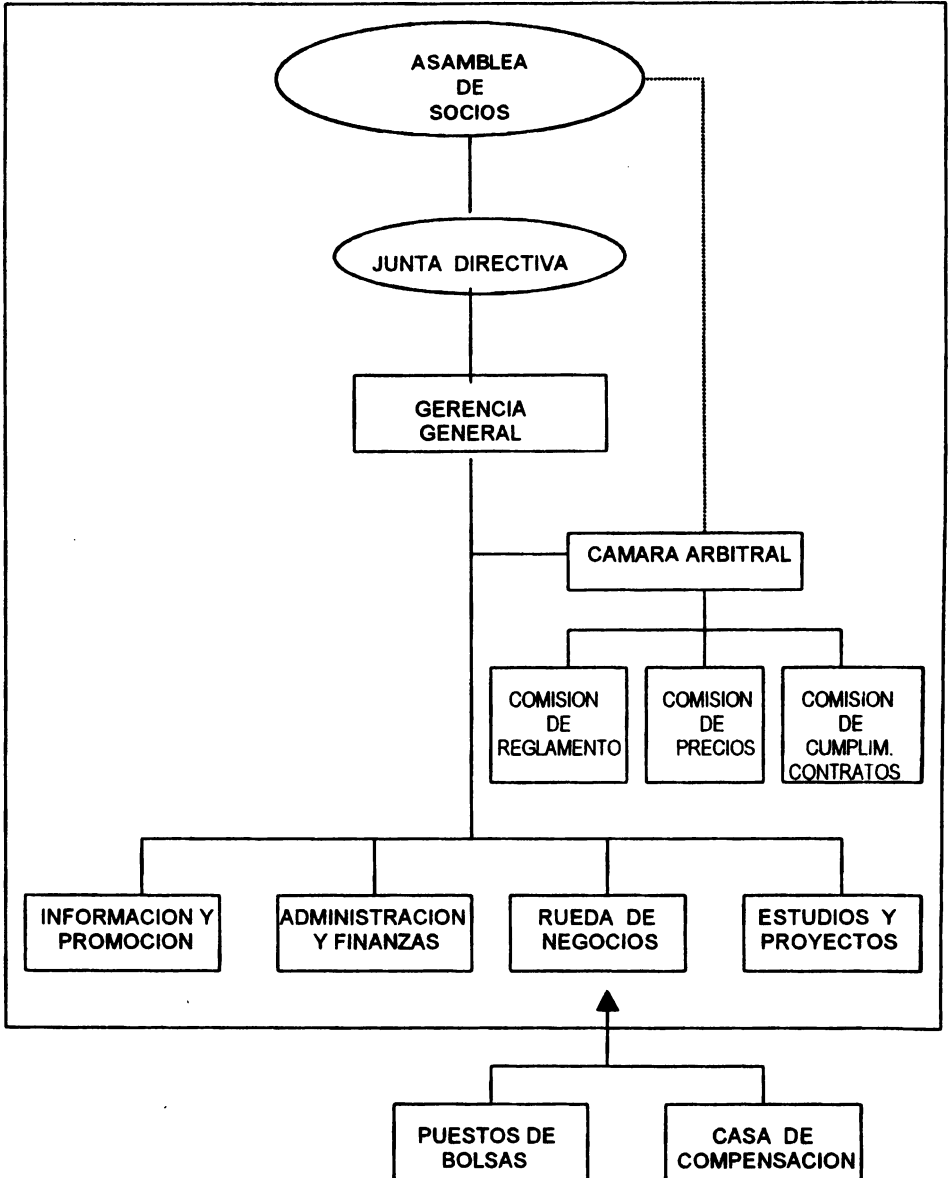 ASAMBLEA
DE
SOCIOS
JUNTA DIRECTIVA
GERENCIA
GENERAL
CAMARA ARBITRAL
COMISION
DE
REGLAMENTO
COMISION
DE
PRECIOS
COMISION
DE
CUMPLIM.
CONTRATOS
INFORMACION Y
PROMOCION
ADMINISTRACION
Y FINANZAS
RUEDA DE
NEGOCIOS
ESTUDIOS Y
PROYECTOS
PUESTOS DE
BOLSAS
CASA DE
COMPENSACION